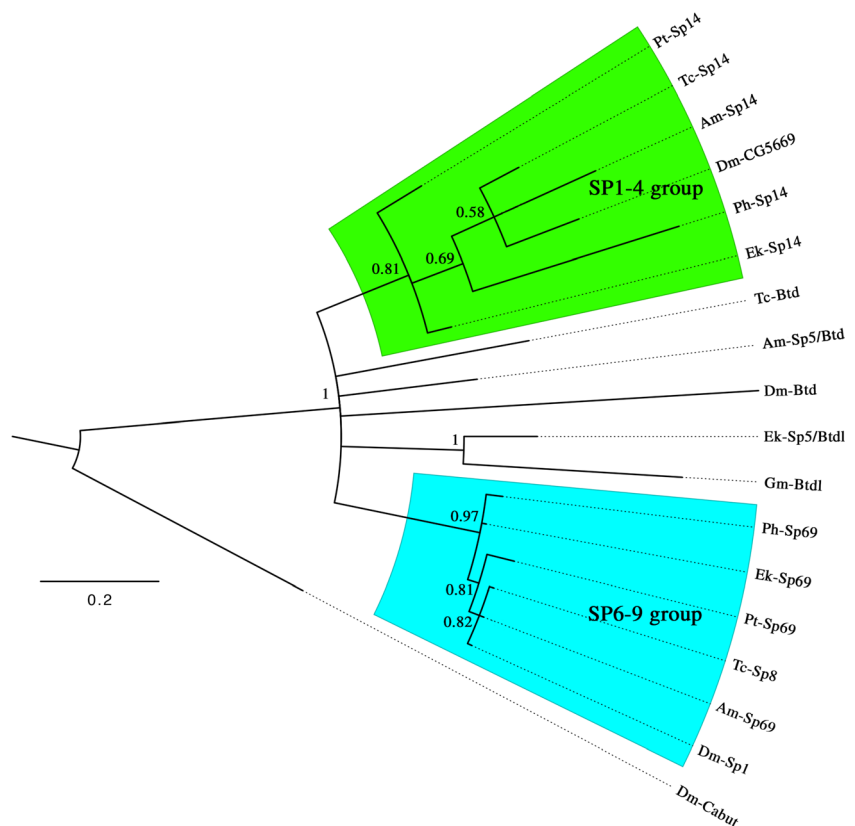 Pt-Sp14
Tc-Sp14
Am-Sp14
Dm-CG5669
SP1-4 group
Ph-Sp14
0.58
Ek-Sp14
0.69
0.81
Tc-Btd
Am-Sp5/Btd
Dm-Btd
1
Ek-Sp5/Btdl
1
Gm-Btdl
0.97
Ph-Sp69
Ek-Sp69
0.81
SP6-9 group
Pt-Sp69
0.82
Tc-Sp8
Am-Sp69
Dm-Sp1
Dm-Cabut
0.2